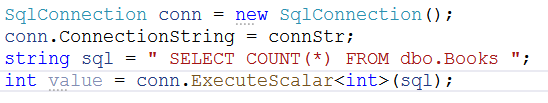 SqlConnection conn = new SqlConnection();
conn.ConnectionString = connStr;
string sql = " SELECT COUNT(*) FROM dbo.Books ";
int value = conn.ExecuteScalar<int>(sql);